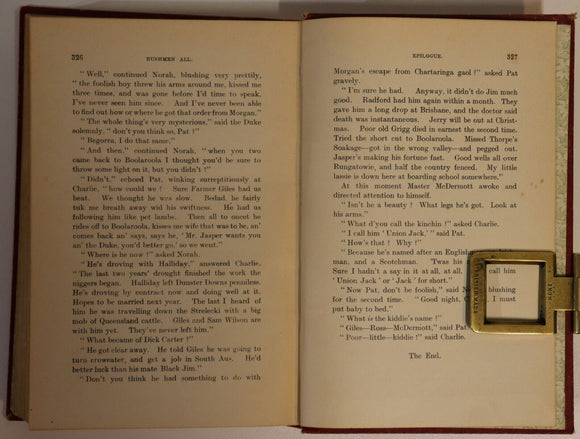 326
BUSHMEN ALL.
"Well," continued Norah, blushing very prettily,
"the foolish boy threw his arms around me, kissed me
three times, and was gone before I'd time to speak.
I've never seen him since. And I've never been able
to find out how or where he got that order from Morgan."
"The whole thing's very mysterious," said the Duke
solemnly, "don't you think so, Pat?"
"Begorra, I do that same."
"And then," continued Norah, "when you two
came back to Boolaroola I thought you'd be sure to
throw some light on it, but you didn't!"
"Didn't," echoed Pat, winking surreptitiously at
Charlie, "how could we! Sure Farmer Giles had us
heat. We thought he was slow. Bedad, he fairly
tuk me breath away wid his swiftness. He had us
following him like pet lambs. Then all to oncet he
rides off to Boolaroola, kisses me wife that was to be, an'
comes back an' says, says he, 'Mr. Jasper wants you
an' the Duke, you'd better go,' so we went."
"Where is he now?" asked Norah.
"He's droving with Halliday," answered Charlie.
"The last two years' drought finished the work the
niggers began. Halliday left Dunster Downs penniless.
He's droving by contract now and doing well at it.
Hopes to be married next year. The last I heard of
him he was travelling down the Strelecki with a big
mob of Queensland cattle. Giles and Sam Wilson are
with him yet. They've never left him."
"What became of Dick Carter?"
"He got clear away. He told Giles he was going to
turn croweater, and get a job in South Aus. He'd
better luck than his mate Black Jim."
"Don't you think he had something to do with
EPILOGUE.
327
Morgan's escape from Chartaringa gaol?" asked Pat
gravely.
"I'm sure he had. Anyway, it didn't do Jim much
good. Radford had him again within a month. They
gave him a long drop at Brisbane, and the doctor said
death was instantaneous. Jerry will be out at Christ-
mas. Poor old Grigg died in earnest the second time.
Tried the short cut to Boolaroola. Missed Thorpe's
Soakage—got in the wrong valley—and pegged out.
Jasper's making his fortune fast. Good wells all over
Rungatowie, and half the country fenced. My little
lassie is down here at boarding school somewhere."
At this moment Master McDermott awoke and
directed attention to himself.
"Isn't he a beauty! What legs he's got. Look at
his arms."
"What d'you call the kinchin?" asked Charlie.
"I call him 'Union Jack,'" said Pat.
"How's that! Why!"
"Because he's named after an English
man, and a Scotchman. 'Twas his
Sure I hadn't a say in it at all, at all. call him
'Union Jack' or 'Jack' for short."
"Now Pat, don't be foolish," said No blushing
for the second time. "Good night, C I must
put baby to bed."
"What is the kiddie's name?"
"Giles—Ross—McDermott," said Pat
"Poor—little—kiddie!" said Charlie.
The End.